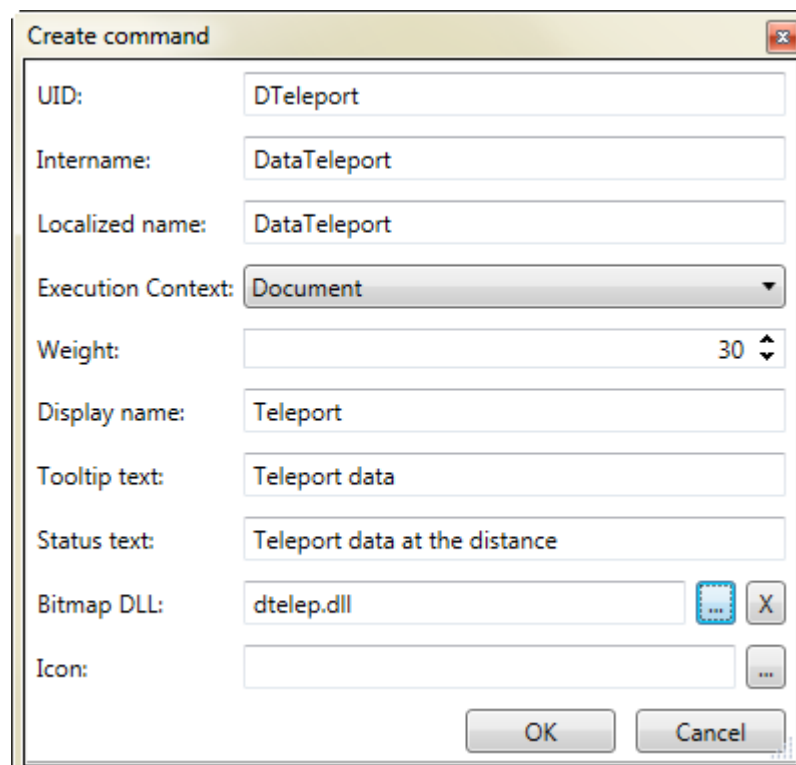 Create command
UID: DTeleport
Intername: DataTeleport
Localized name: DataTeleport
Execution Context: Document
Weight: 30
Display name: Teleport
Tooltip text: Teleport data
Status text: Teleport data at the distance
Bitmap DLL: dtelep.dll ... X
Icon: ...
OK Cancel